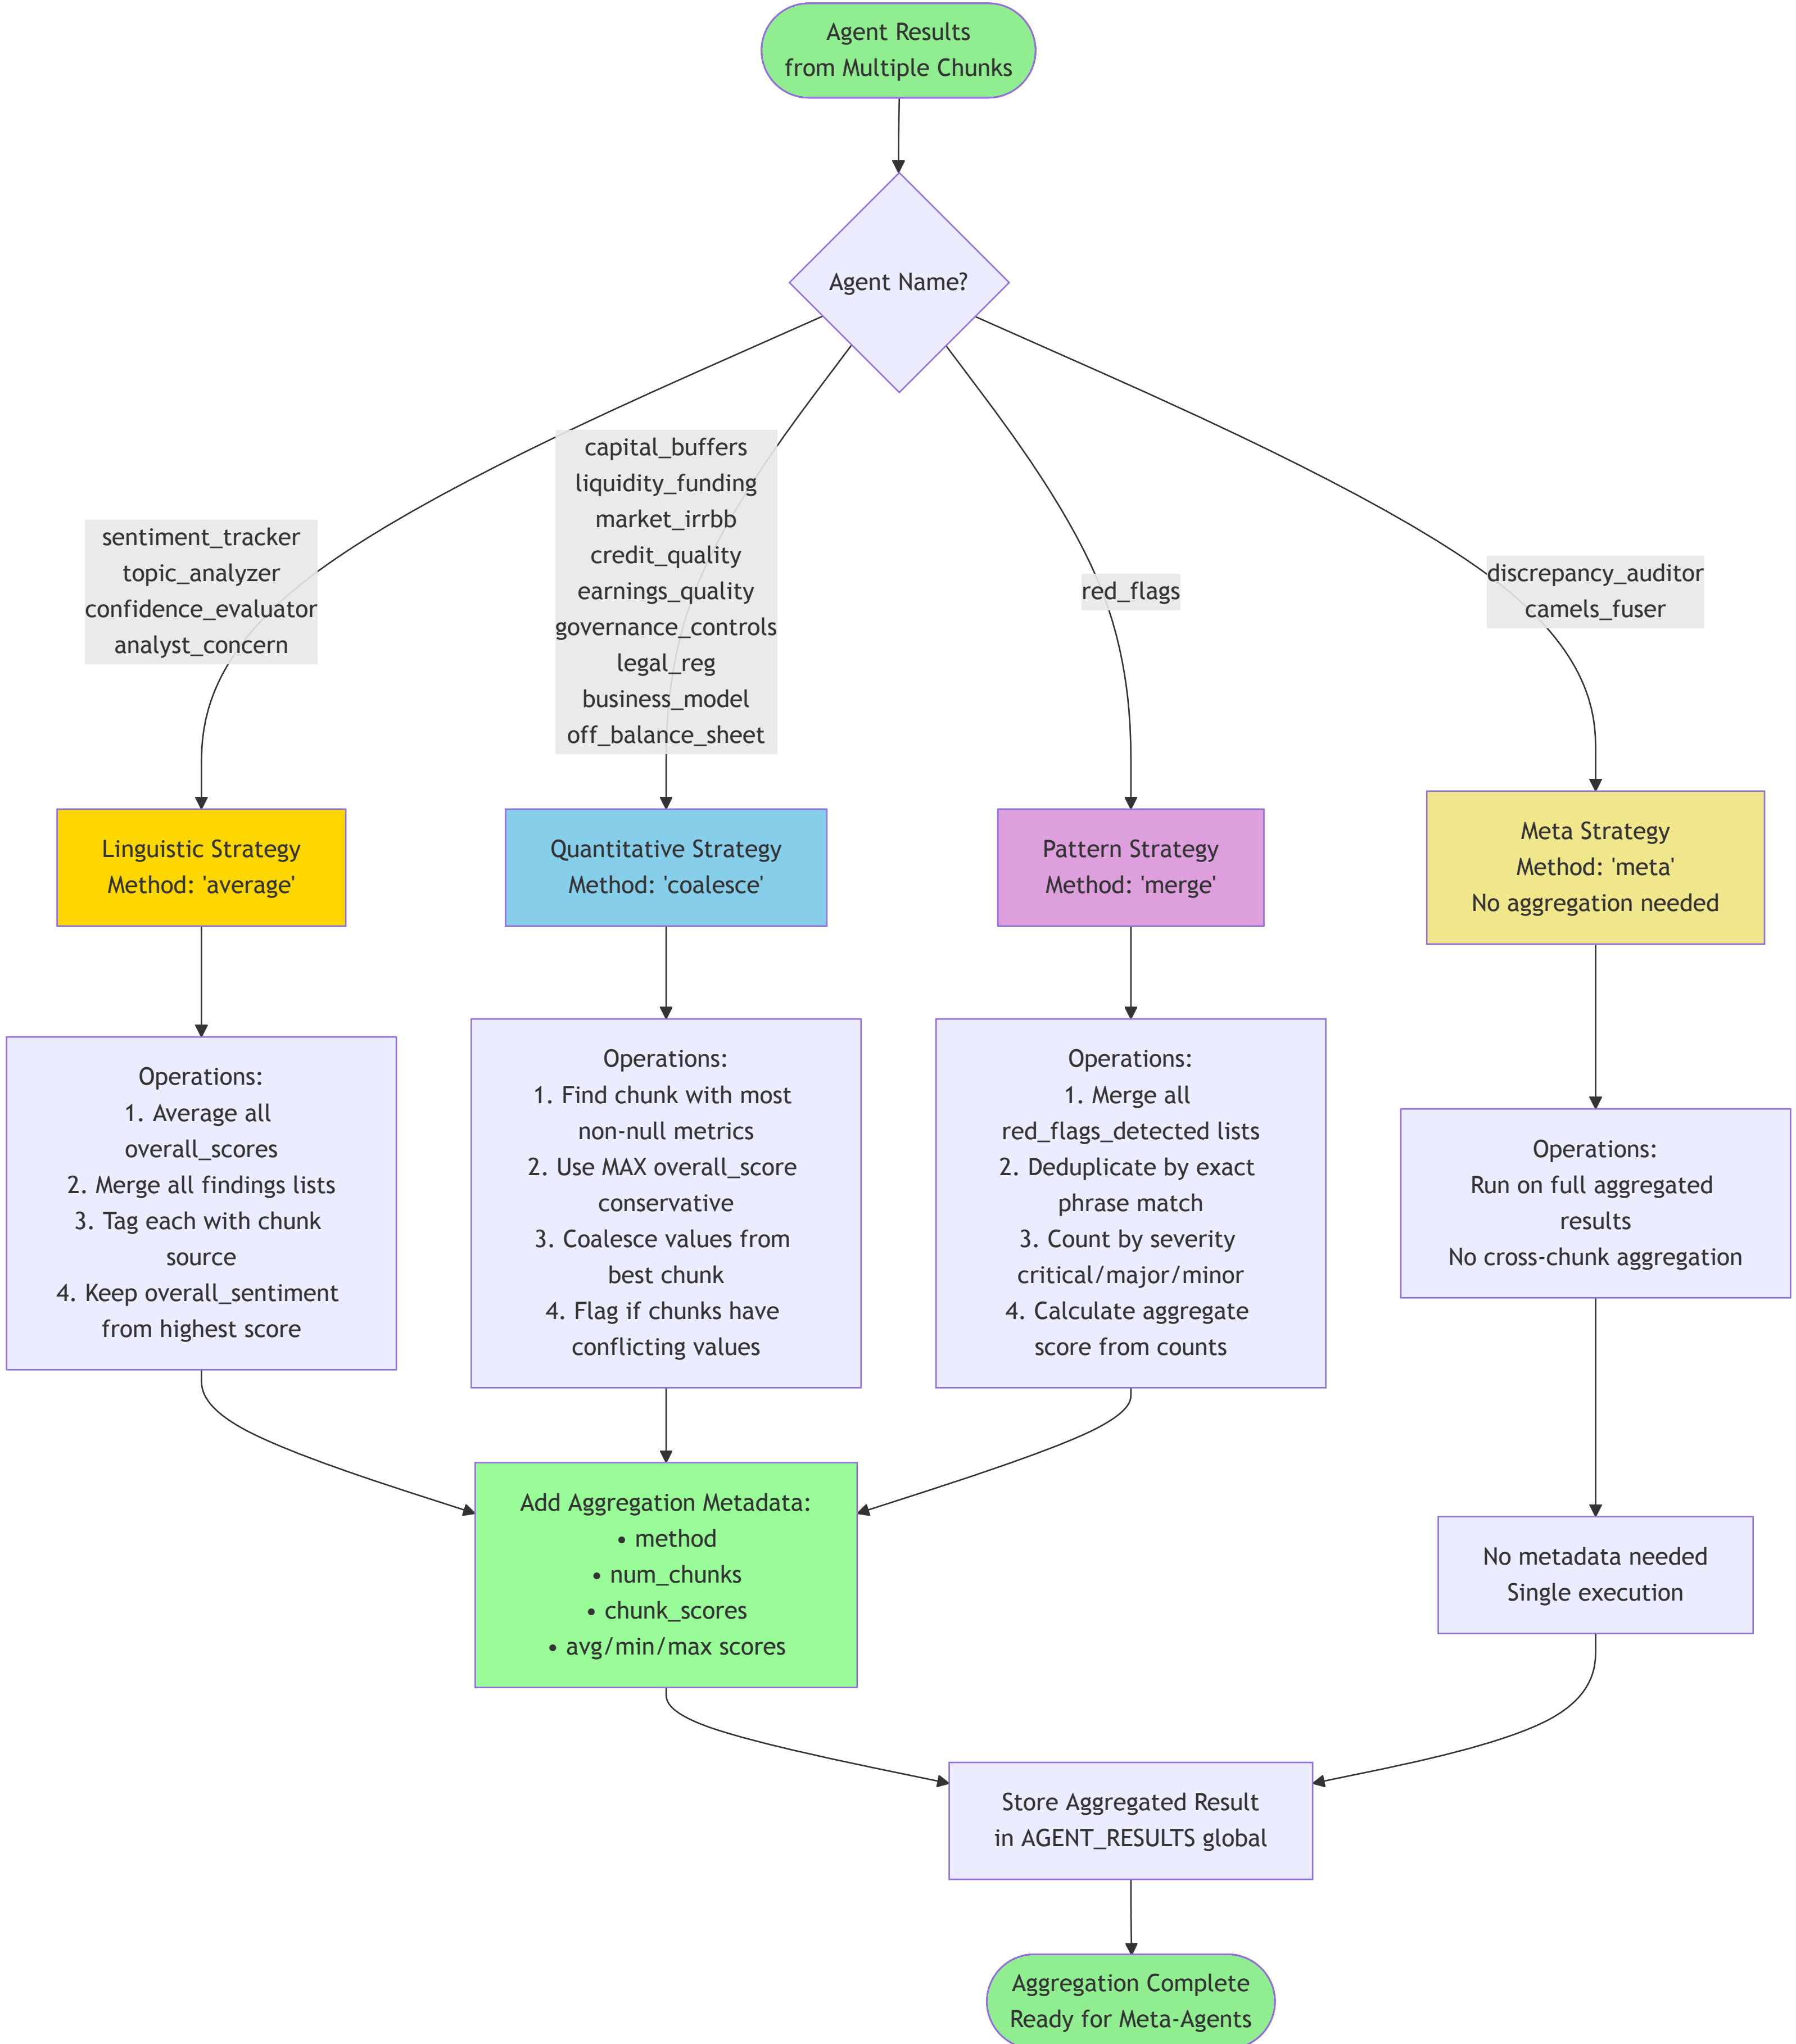 Agent Results
from Multiple Chunks
Agent Name?
sentiment_tracker
topic_analyzer
confidence_evaluator
analyst_concern
capital_buffers
liquidity_funding
market_irrbb
credit_quality
earnings_quality
governance_controls
legal_reg
business_model
off_balance_sheet
red_flags
discrepancy_auditor
camels_fuser
Linguistic Strategy
Method: 'average'
Quantitative Strategy
Method: 'coalesce'
Pattern Strategy
Method: 'merge'
Meta Strategy
Method: 'meta'
No aggregation needed
Operations:
1. Average all
overall_scores
2. Merge all findings lists
3. Tag each with chunk
source
4. Keep overall_sentiment
from highest score
Operations:
1. Find chunk with most
non-null metrics
2. Use MAX overall_score
conservative
3. Coalesce values from
best chunk
4. Flag if chunks have
conflicting values
Operations:
1. Merge all
red_flags_detected lists
2. Deduplicate by exact
phrase match
3. Count by severity
critical/major/minor
4. Calculate aggregate
score from counts
Operations:
Run on full aggregated
results
No cross-chunk aggregation
Add Aggregation Metadata:
• method
• num_chunks
• chunk_scores
• avg/min/max scores
No metadata needed
Single execution
Store Aggregated Result
in AGENT_RESULTS global
Aggregation Complete
Ready for Meta-Agents